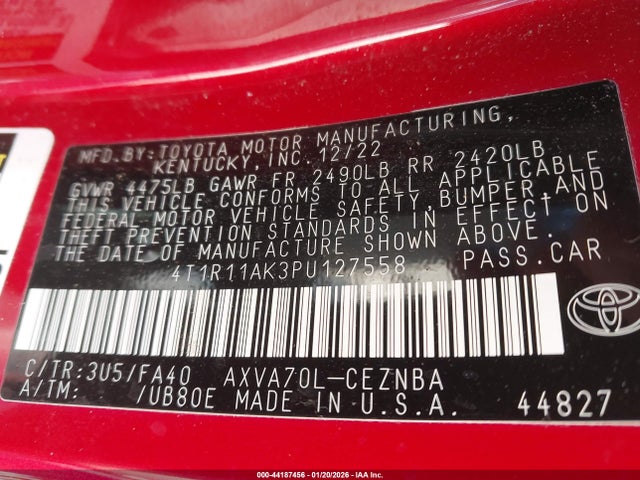 MFD.BY:TOYOTA MOTOR MANUFACTURING,
KENTUCKY,INC. 12/22
GVWR 4475LB GAWR FR 2490LB RR 2420LB
THIS VEHICLE CONFORMS TO ALL APPLICABLE
FEDERAL MOTOR VEHICLE SAFETY,BUMPER,AND
THEFT PREVENTION STANDARDS IN EFFECT ON
THE DATE OF MANUFACTURE SHOWN ABOVE.
4T1R11AK3PU127558 PASS.CAR
C/TR:3U5/FA40 AXVA70L-CEZNBA
A/TM: /UB80E MADE IN U.S.A. 44827
000-44187456 | 01/20/2026 | IAA Inc.